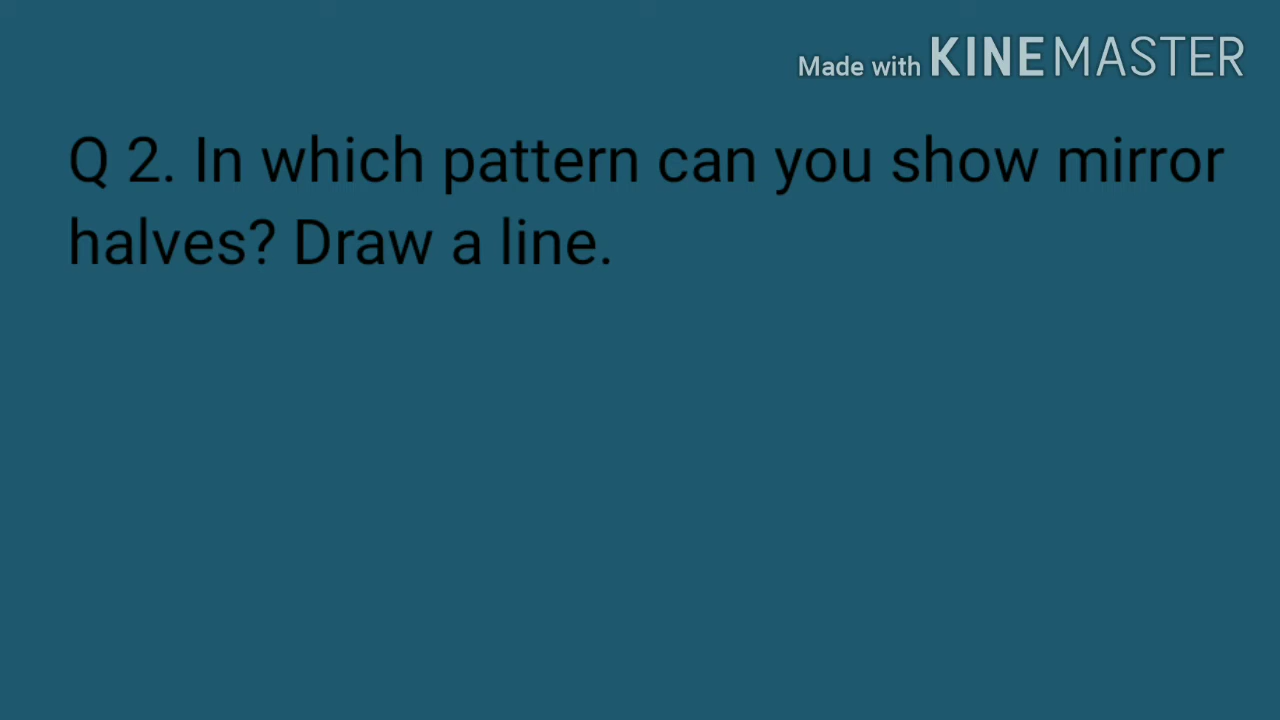 Made with KINEMASTER
Q 2. In which pattern can you show mirror
halves? Draw a line.